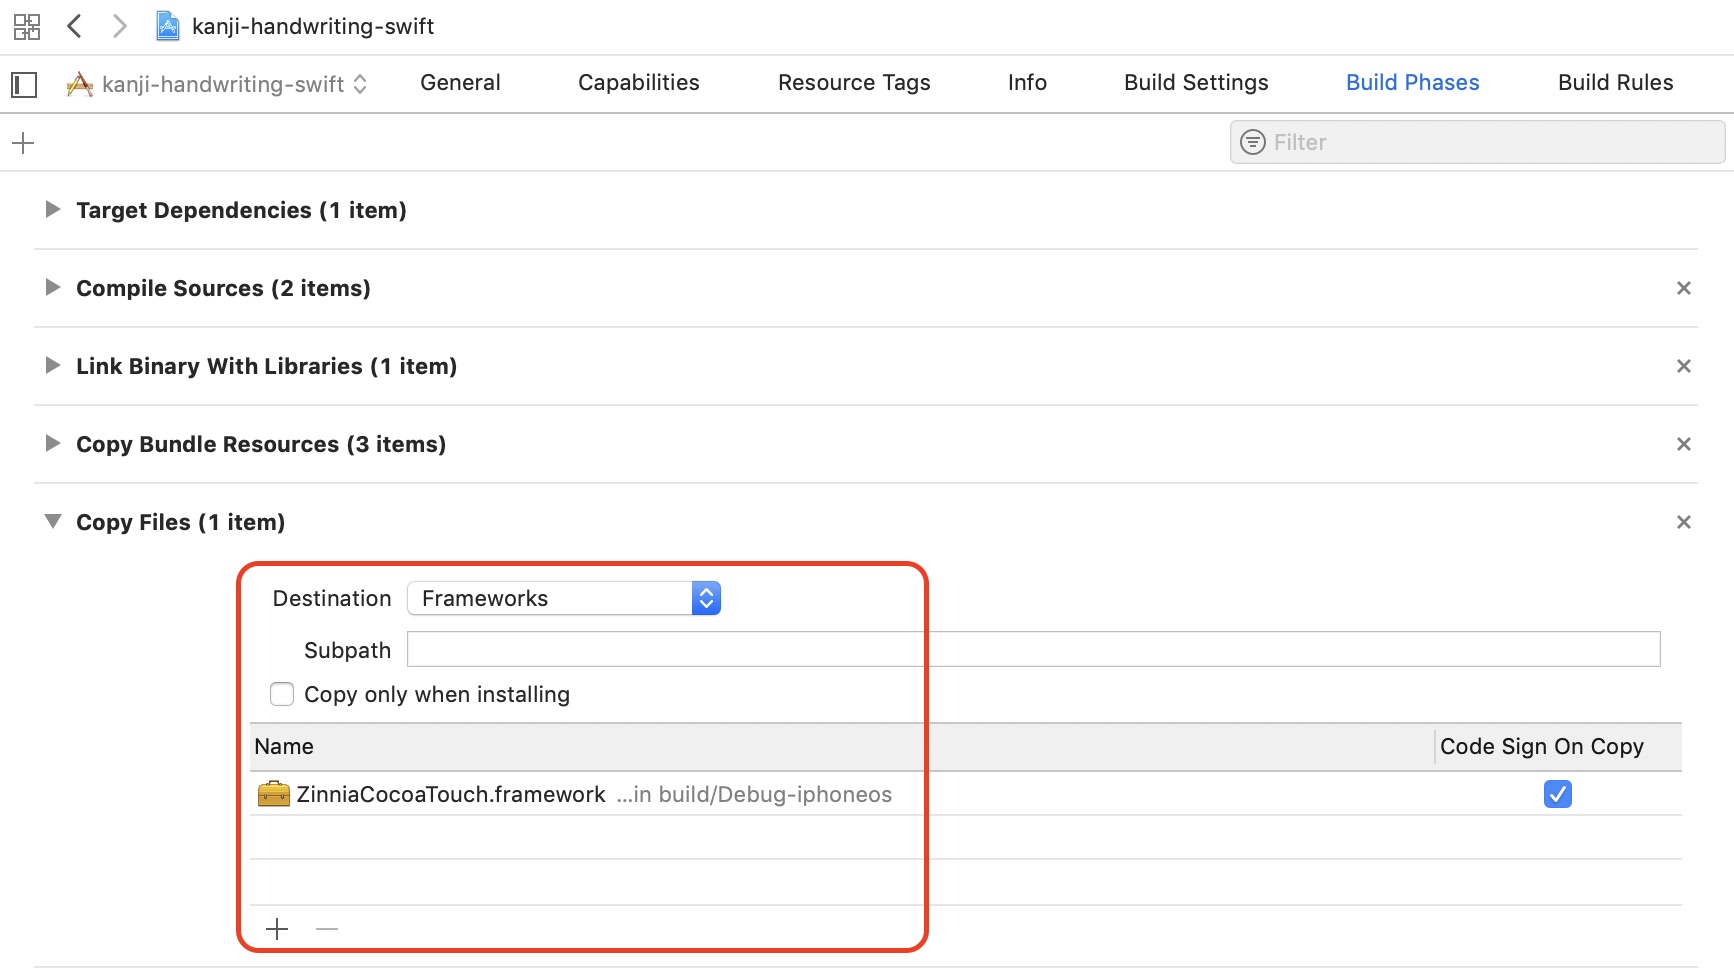 kanji-handwriting-swift
kanji-handwriting-swift General Capabilities Resource Tags Info Build Settings Build Phases Build Rules
Filter
Target Dependencies (1 item)
Compile Sources (2 items)
Link Binary With Libraries (1 item)
Copy Bundle Resources (3 items)
Copy Files (1 item)
Destination Frameworks
Subpath
Copy only when installing
Name Code Sign On Copy
ZinniaCocoaTouch.framework ...in build/Debug-iphoneos